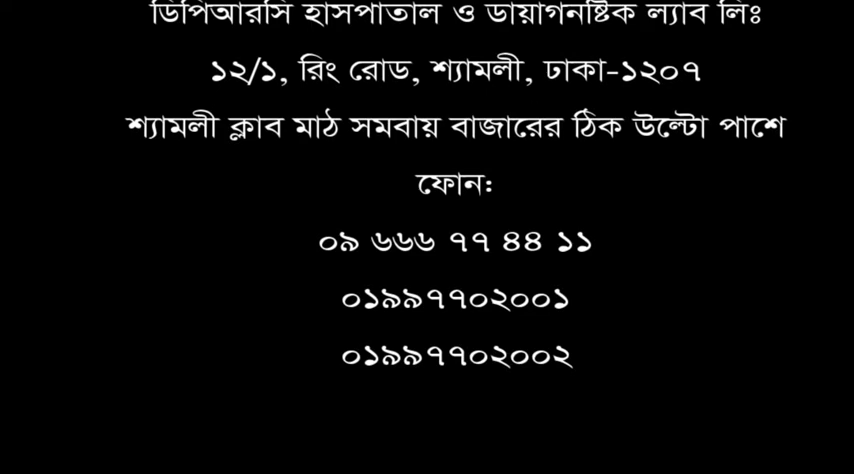 ডিপিআরসি হাসপাতাল ও ডায়াগনষ্টিক ল্যাব লিঃ
১২/১, রিং রোড, শ্যামলী, ঢাকা-১২০৭
শ্যামলী ক্লাব মাঠ সমবায় বাজারের ঠিক উল্টো পাশে
ফোন:
০৯ ৬৬৬ ৭৭ ৪৪ ১১
০১৯৯৭৭০২০০১
০১৯৯৭৭০২০০২